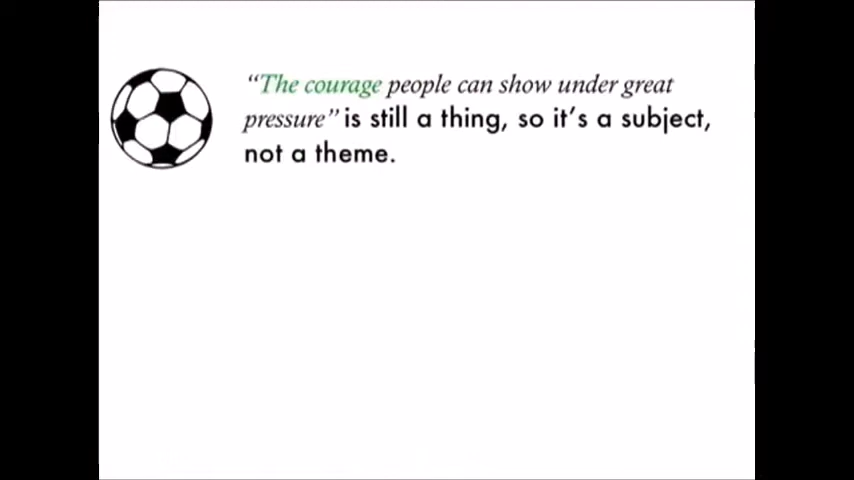 “The courage people can show under great
pressure” is still a thing, so it’s a subject,
not a theme.